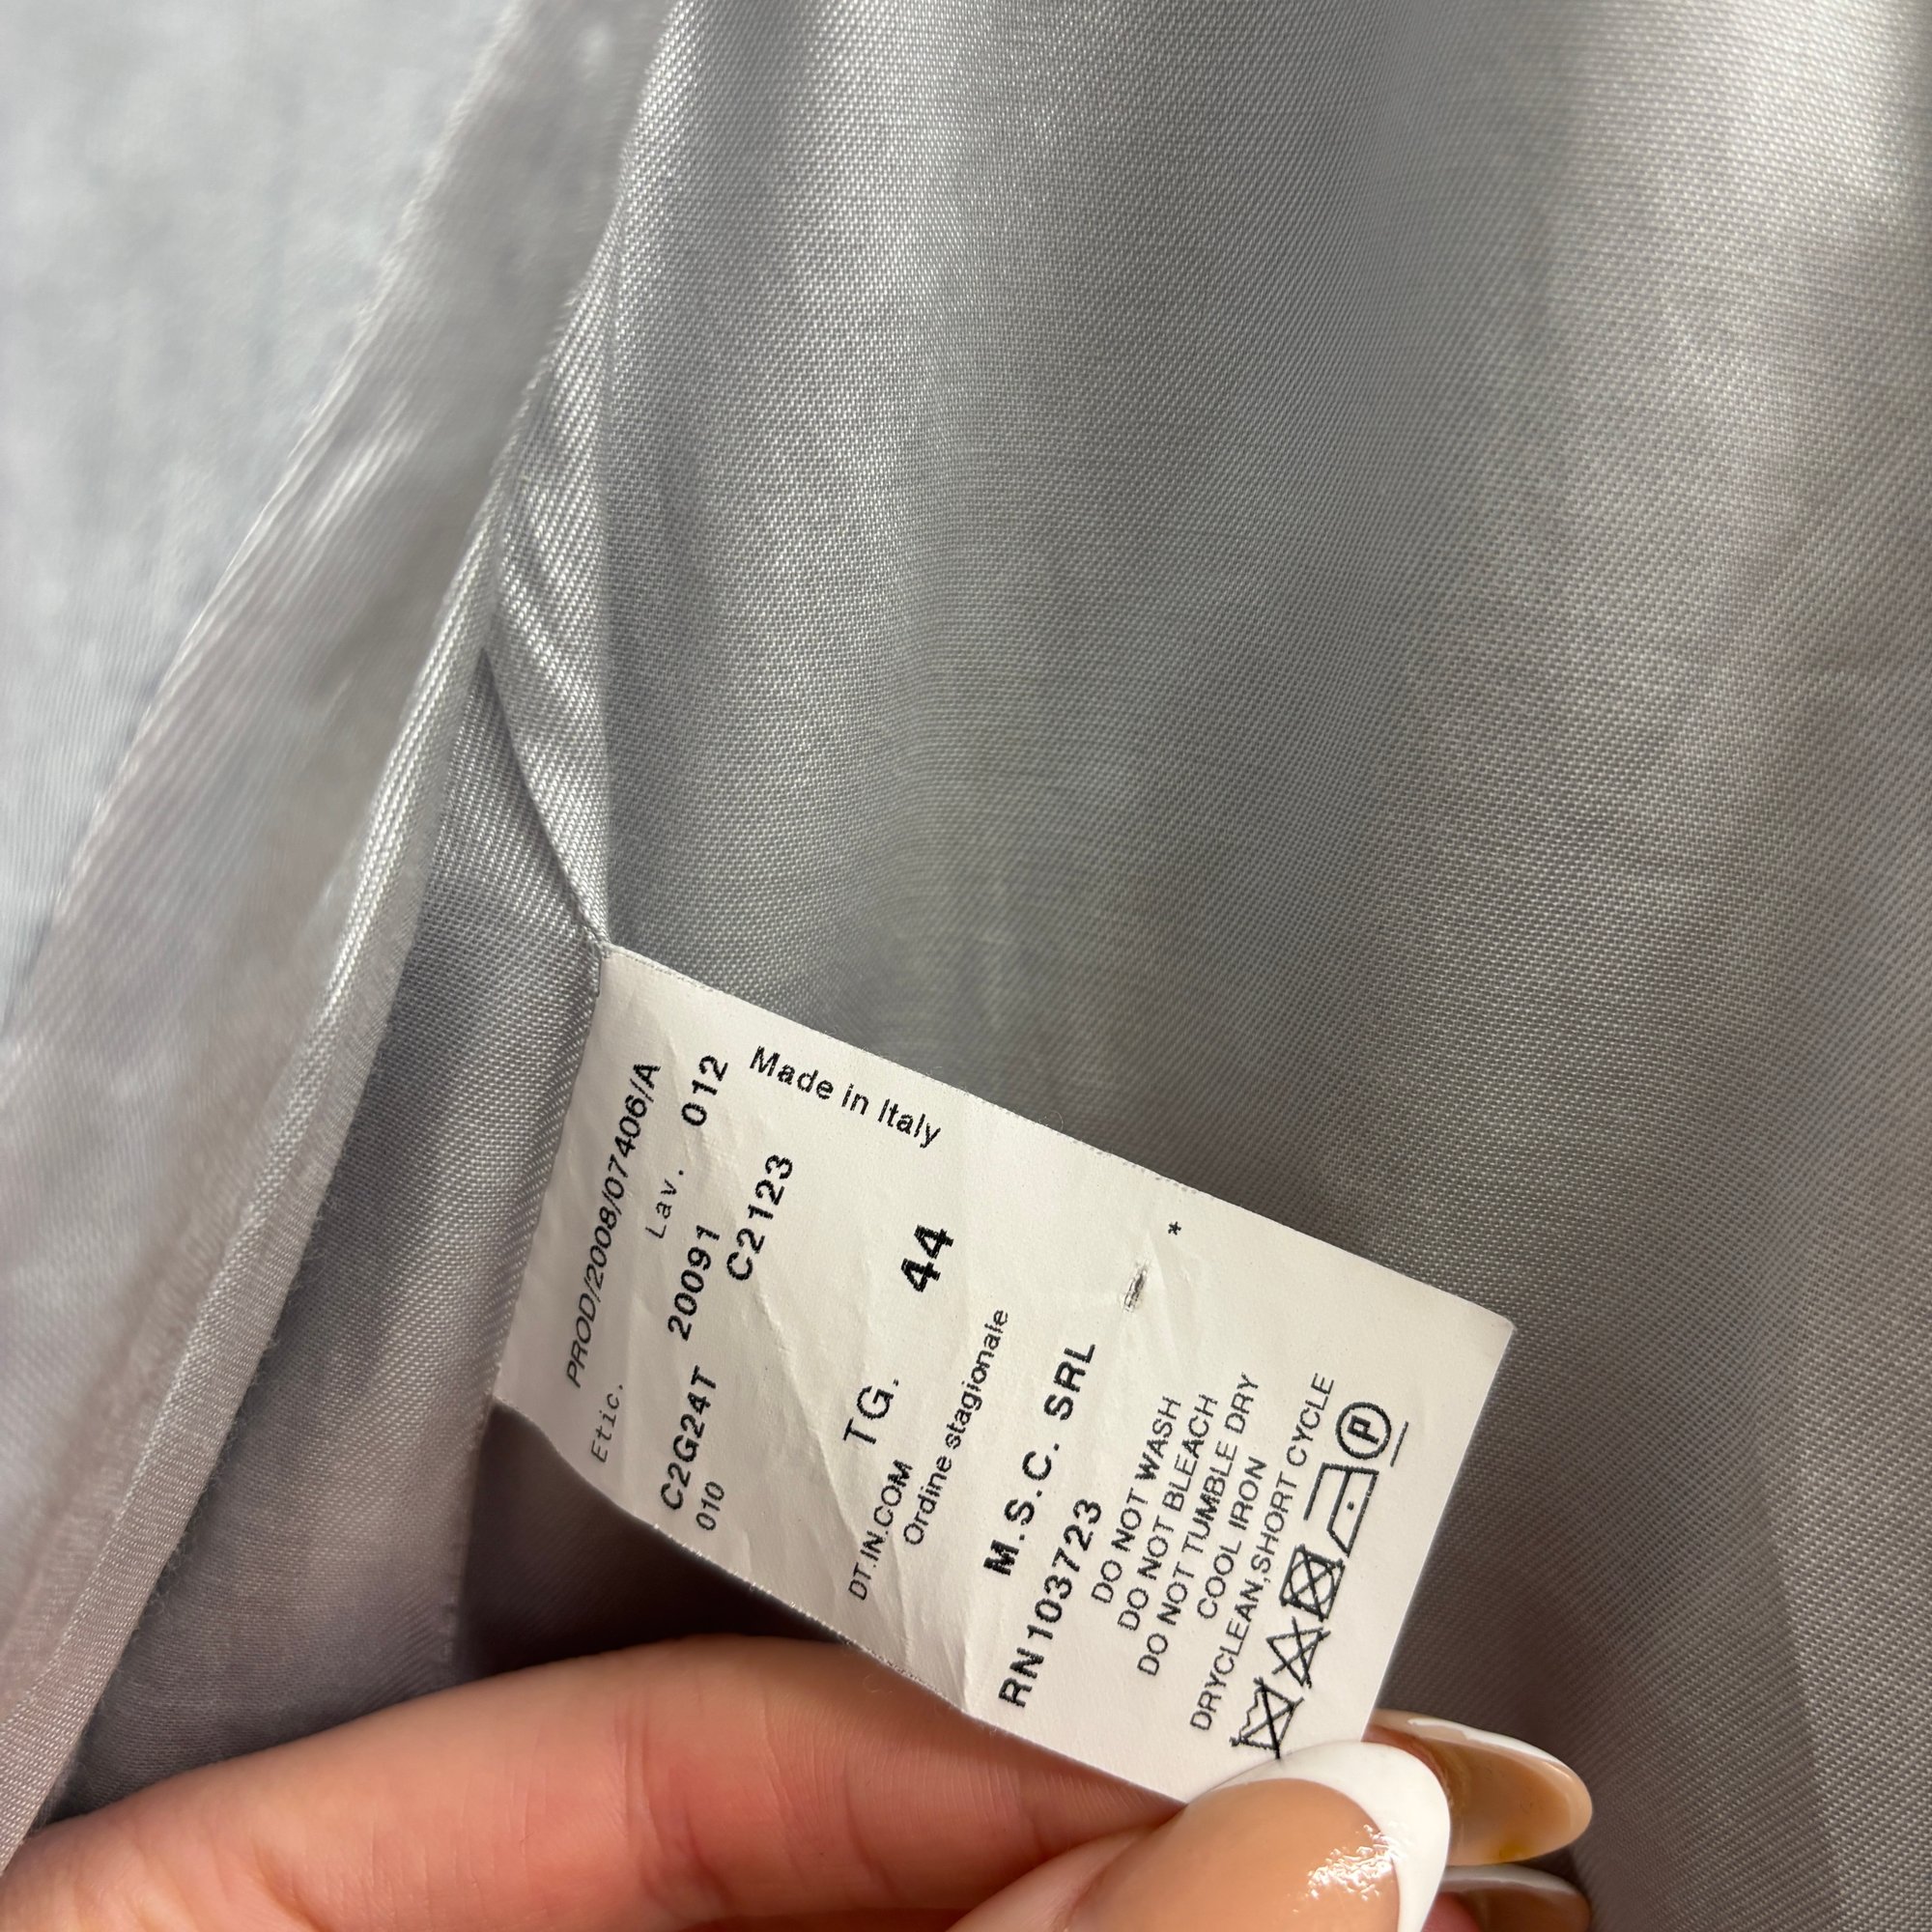 Made in Italy
PROD/2008/07406/A
Etic. Lav. 012
C2G24T 20091
010 C2123
TG. 44
DT.IN.COM
Ordine stagionale
M.S.C. SRL
RN103723
*
DO NOT WASH
DO NOT BLEACH
DO NOT TUMBLE DRY
COOL IRON
DRYCLEAN,SHORT CYCLE
P